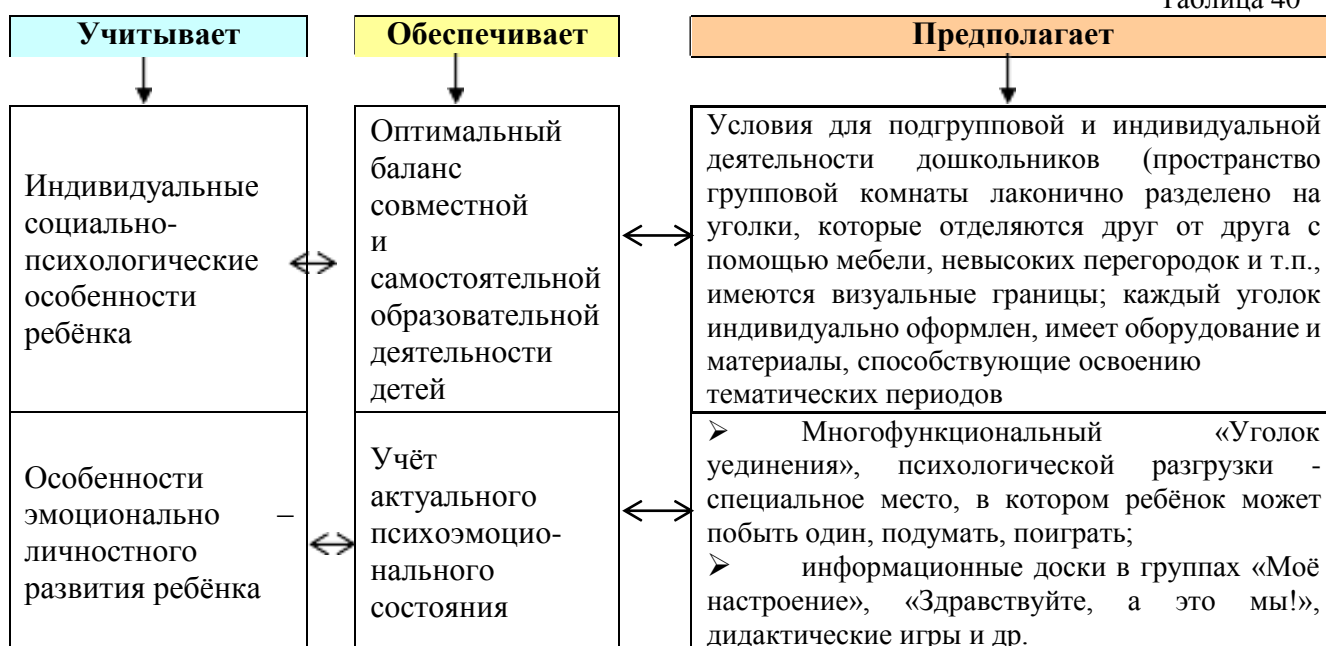 Таблица 40
Учитывает
Обеспечивает
Предполагает
Индивидуальные
социально-
психологические
особенности
ребёнка
Оптимальный
баланс
совместной
и
самостоятельной
образовательной
деятельности
детей
Условия для подгрупповой и индивидуальной
деятельности дошкольников (пространство
групповой комнаты лаконично разделено на
уголки, которые отделяются друг от друга с
помощью мебели, невысоких перегородок и т.п.,
имеются визуальные границы; каждый уголок
индивидуально оформлен, имеет оборудование и
материалы, способствующие освоению
тематических периодов
Особенности
эмоционально –
личностного
развития ребёнка
Учёт
актуального
психоэмоцио-
нального
состояния
➢ Многофункциональный «Уголок
уединения», психологической разгрузки -
специальное место, в котором ребёнок может
побыть один, подумать, поиграть;
➢ информационные доски в группах «Моё
настроение», «Здравствуйте, а это мы!»,
дидактические игры и др.